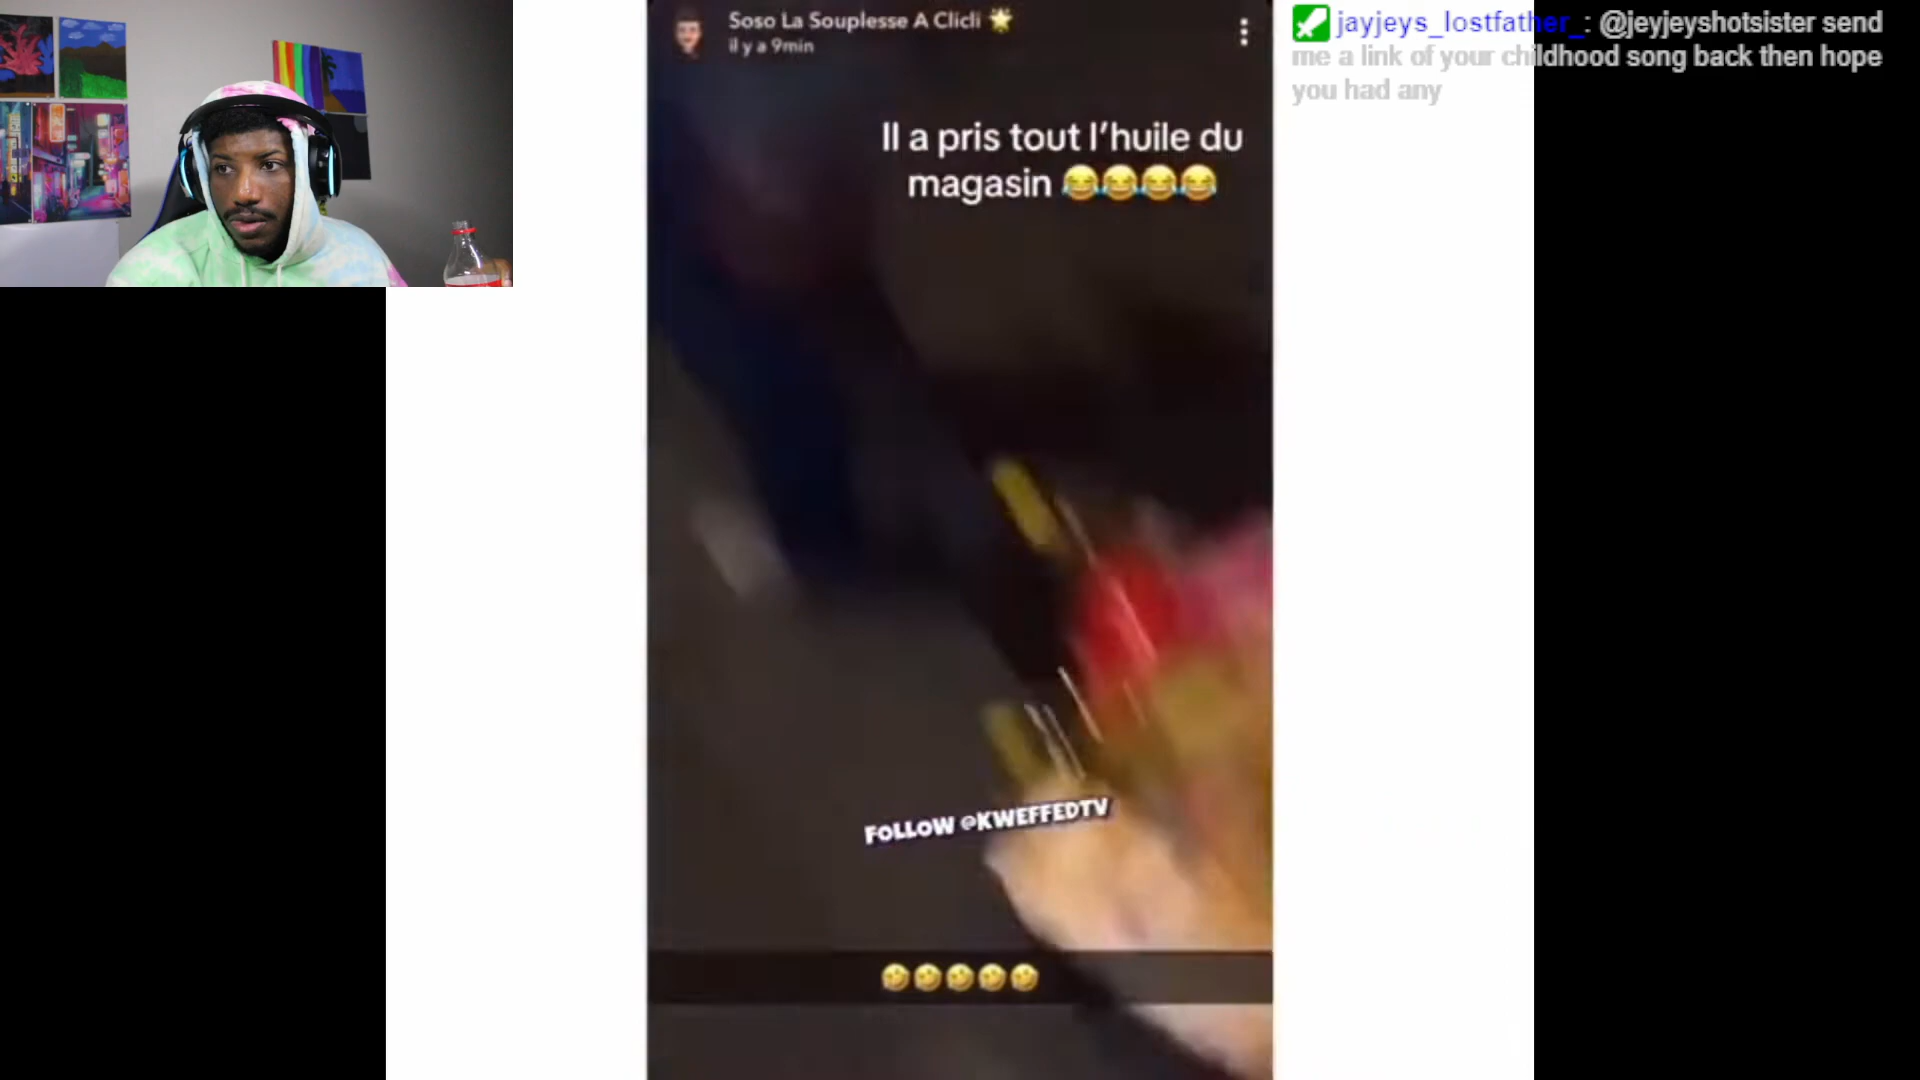 Soso La Souplesse A Clicli 🌟
il y a 9min
Il a pris tout l’huile du
magasin 😂😂😂😂
FOLLOW @KWEFFEDTV
🤣🤣🤣🤣🤣
jayjeys_lostfather_: @jeyjeyshotsister send
me a link of your childhood song back then hope
you had any